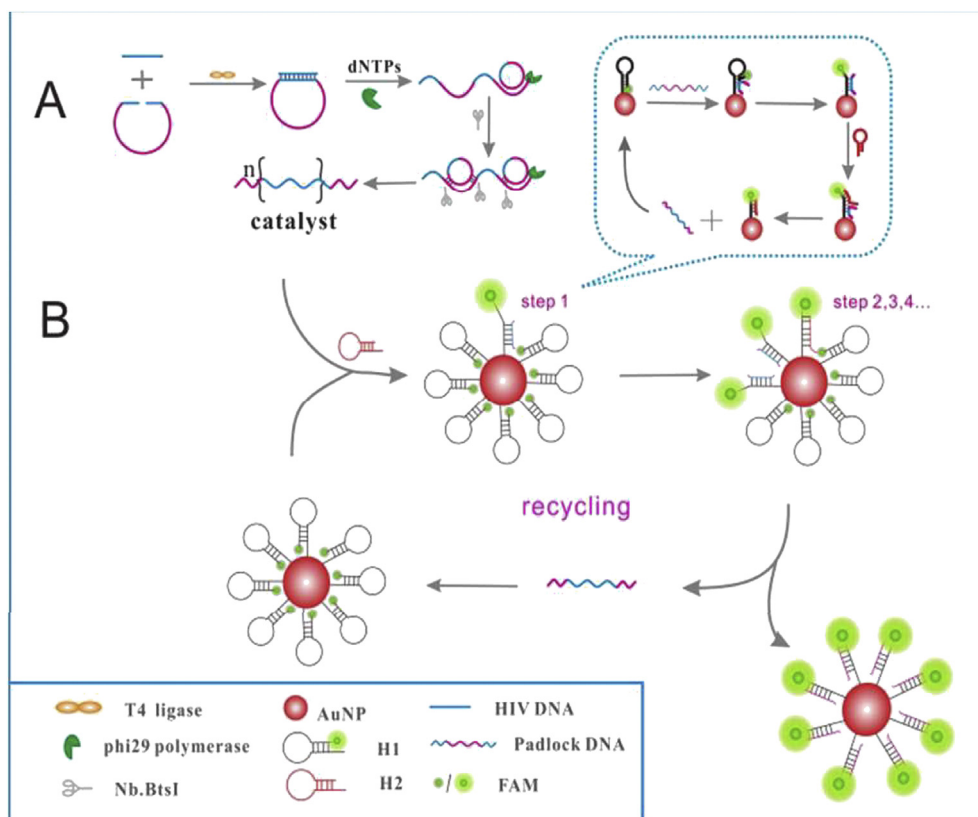 A
dNTPs
n
catalyst
B
step 1
step 2,3,4...
recycling
T4 ligase
AuNP
HIV DNA
phi29 polymerase
H1
Padlock DNA
Nb.BtsI
H2
/
FAM